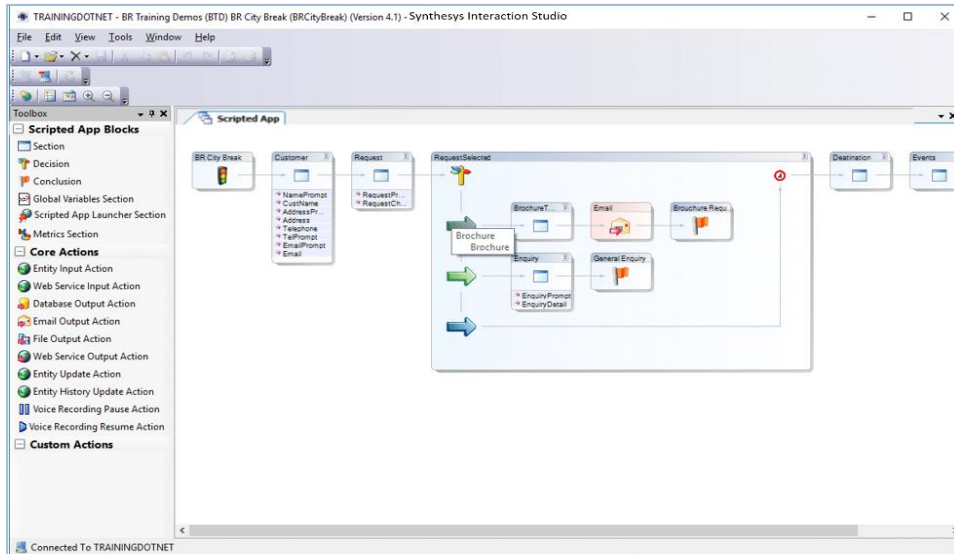 TRAININGDOTNET - BR Training Demos (BTD) BR City Break (BRCityBreak) (Version 4.1) - Synthesys Interaction Studio
File Edit View Tools Window Help
Toolbox
Scripted App Blocks
Section
Decision
Conclusion
Global Variables Section
Scripted App Launcher Section
Metrics Section
Core Actions
Entity Input Action
Web Service Input Action
Database Output Action
Email Output Action
File Output Action
Web Service Output Action
Entity Update Action
Entity History Update Action
Voice Recording Pause Action
Voice Recording Resume Action
Custom Actions
Scripted App
BR City Break
Customer
NamePrompt
CustName
AddressPr...
Address
Telephone
TelPrompt
EmailPrompt
Email
Request
RequestPr...
RequestCh...
RequestSelected
BrochureT...
Email
Brouchure Requ...
Brochure
Brochure
Enquiry
General Enquiry
EnquiryPrompt
EnquiryDetail
Destination
Events
Connected To TRAININGDOTNET